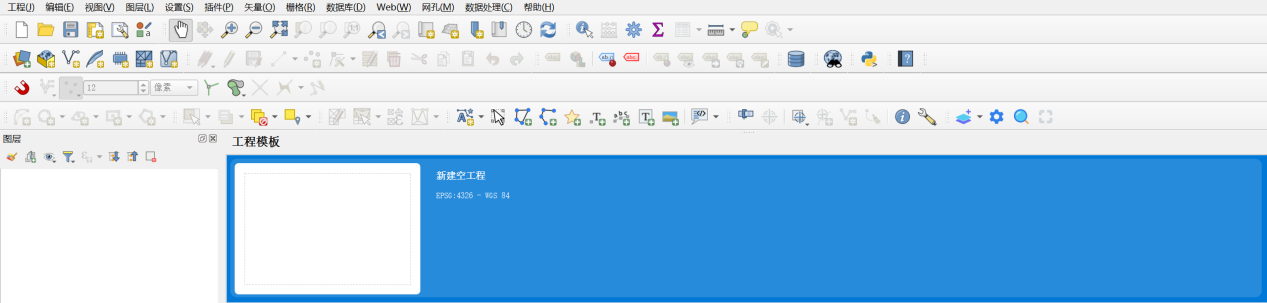 工程(J) 编辑(E) 视图(V) 图层(L) 设置(S) 插件(P) 矢量(O) 栅格(R) 数据库(D) Web(W) 网孔(M) 数据处理(C) 帮助(H)
12 像素
图层
工程模板
新建空工程
EPSG:4326 - WGS 84